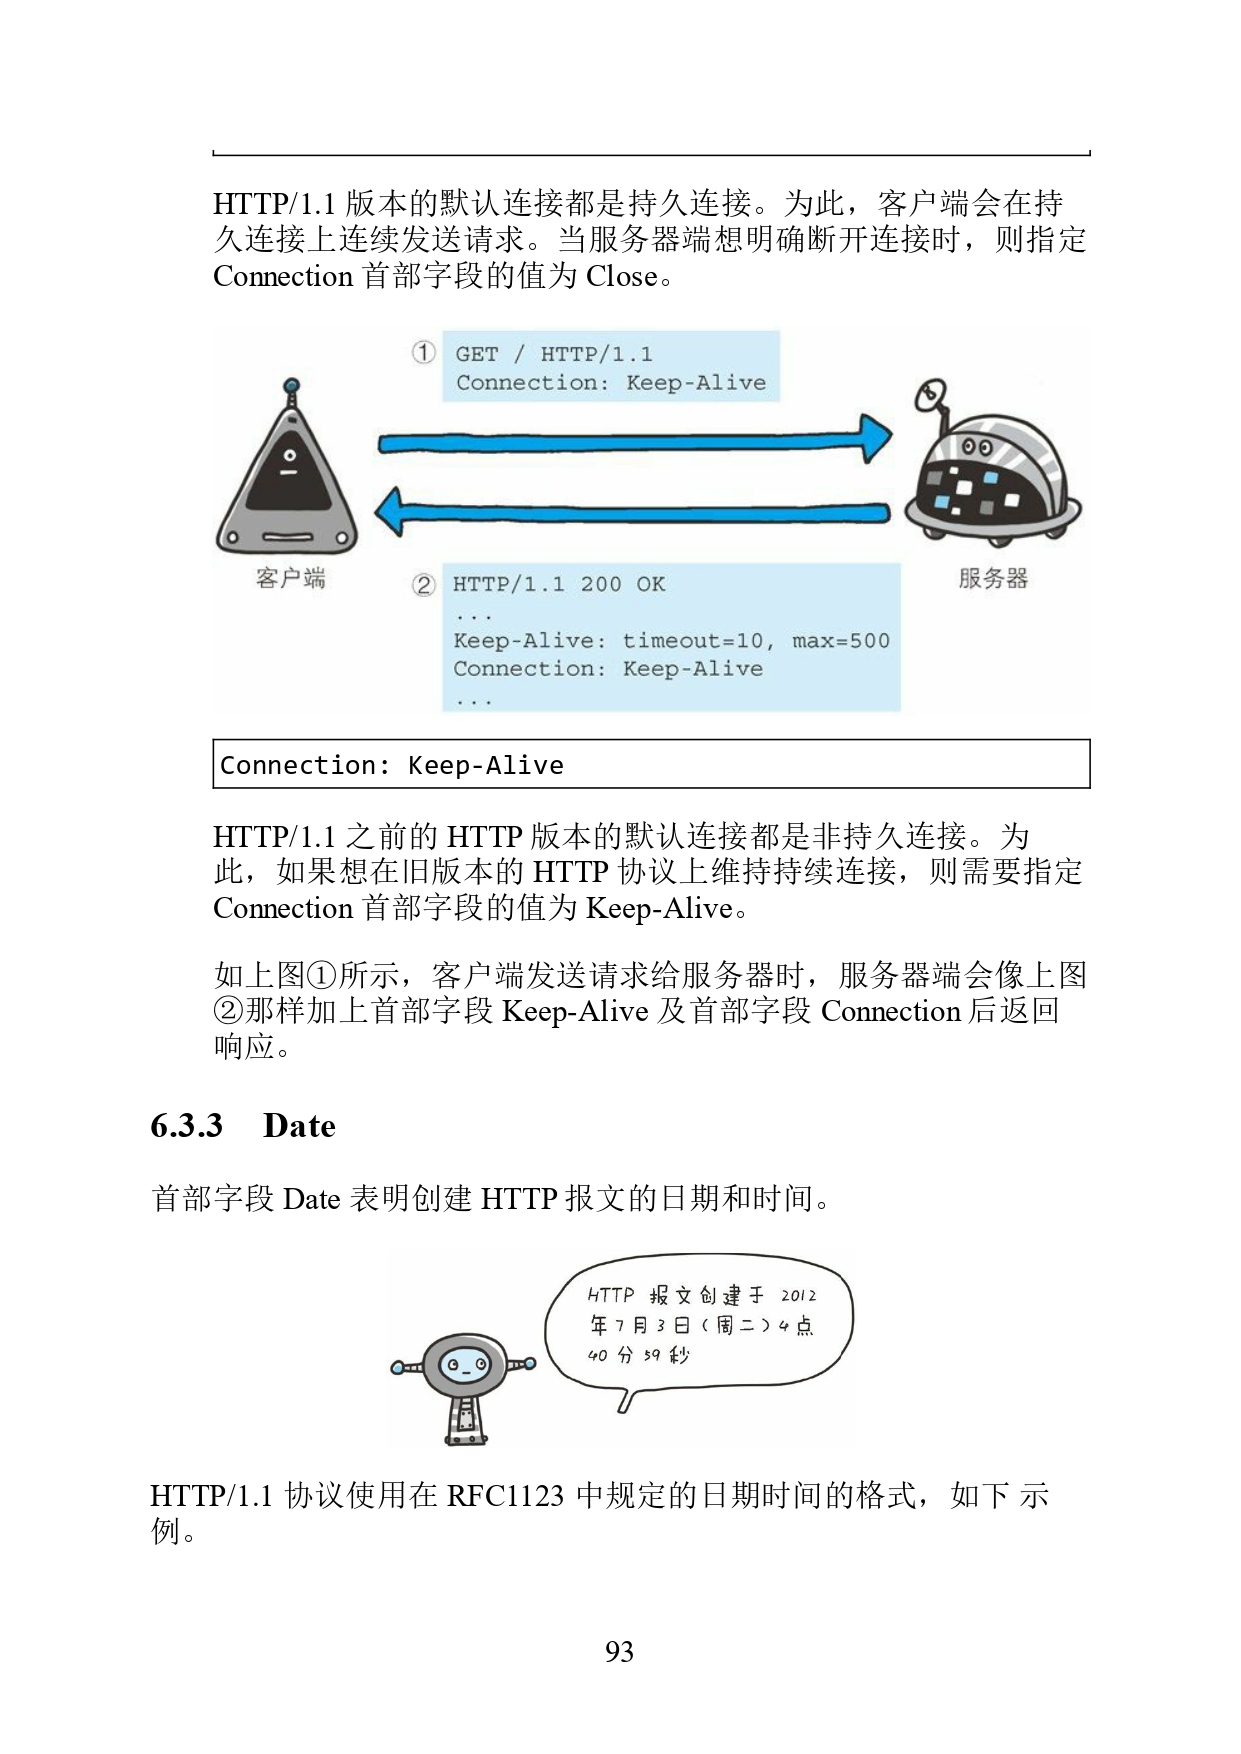 HTTP/1.1 版本的默认连接都是持久连接。为此，客户端会在持
久连接上连续发送请求。当服务器端想明确断开连接时，则指定
Connection 首部字段的值为 Close。
① GET / HTTP/1.1
Connection: Keep-Alive
客户端
服务器
② HTTP/1.1 200 OK
...
Keep-Alive: timeout=10, max=500
Connection: Keep-Alive
...
Connection: Keep-Alive
HTTP/1.1 之前的 HTTP 版本的默认连接都是非持久连接。为
此，如果想在旧版本的 HTTP 协议上维持持续连接，则需要指定
Connection 首部字段的值为 Keep-Alive。
如上图①所示，客户端发送请求给服务器时，服务器端会像上图
②那样加上首部字段 Keep-Alive 及首部字段 Connection 后返回
响应。
6.3.3 Date
首部字段 Date 表明创建 HTTP 报文的日期和时间。
HTTP 报文创建于 2012
年7月3日（周二）4点
40分59秒
HTTP/1.1 协议使用在 RFC1123 中规定的日期时间的格式，如下 示
例。
93